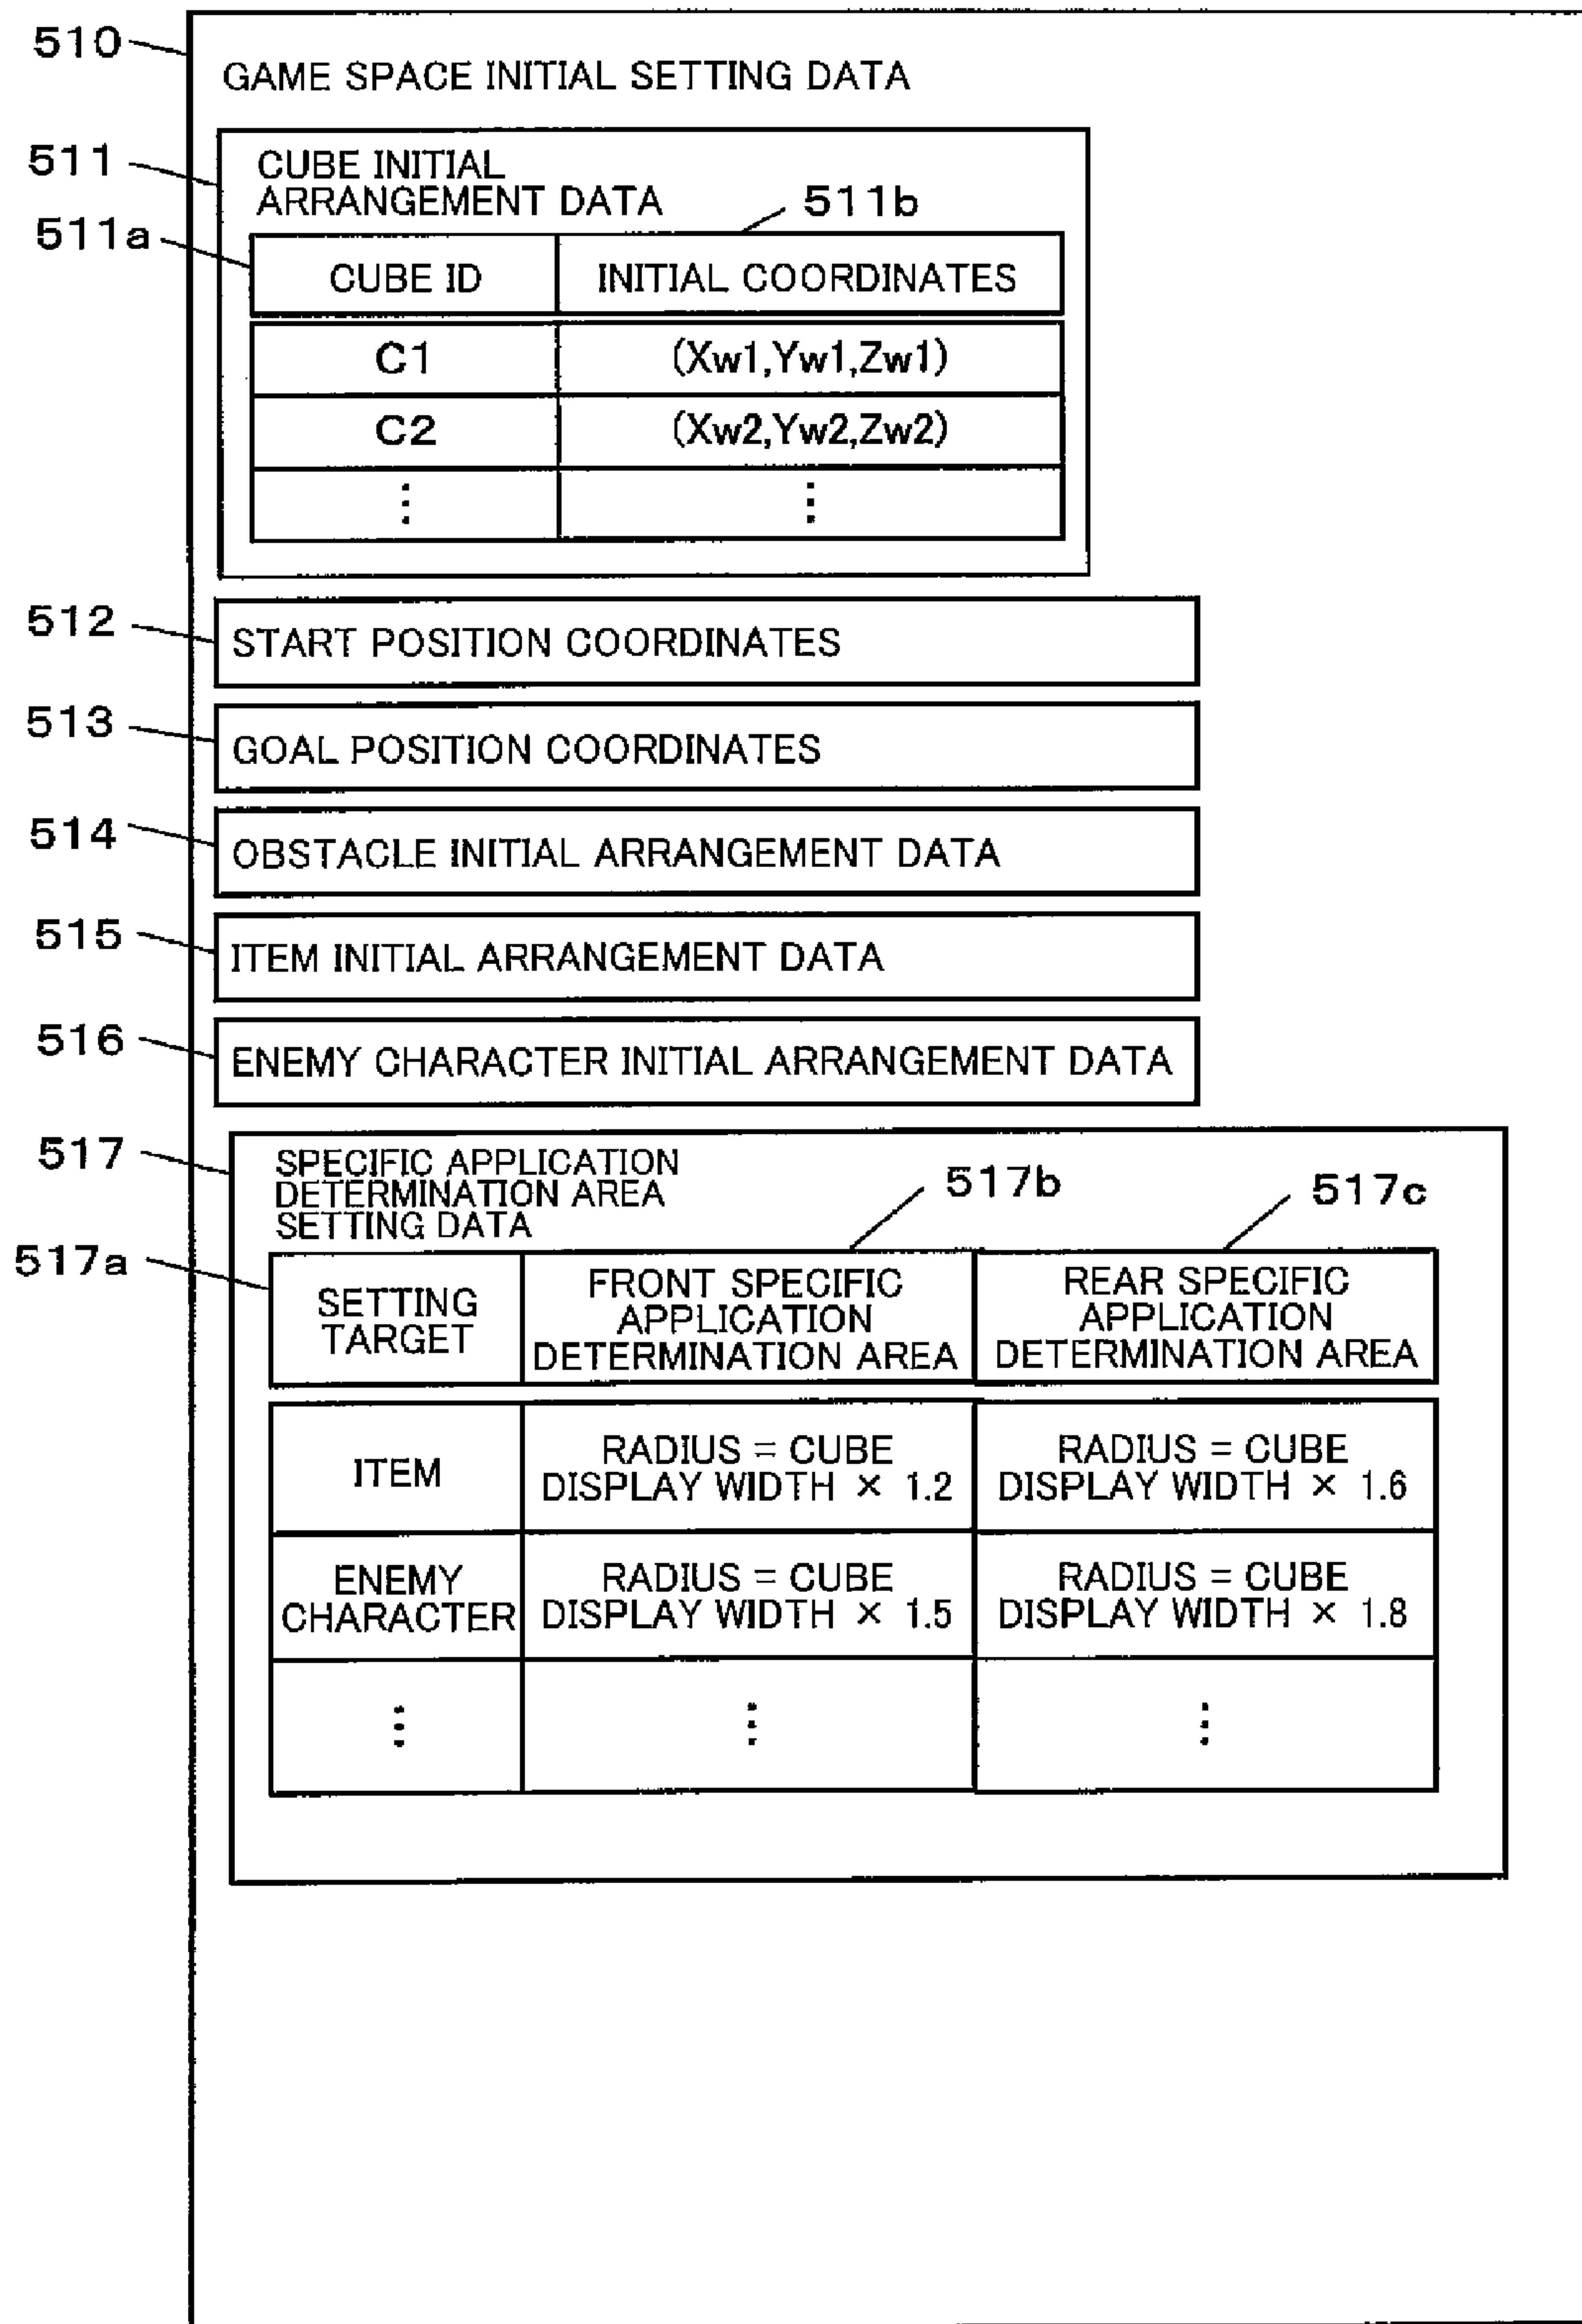 510
GAME SPACE INITIAL SETTING DATA
511
CUBE INITIAL
ARRANGEMENT DATA
511b
511a
CUBE ID INITIAL COORDINATES
C1 (Xw1,Yw1,Zw1)
C2 (Xw2,Yw2,Zw2)
⋮ ⋮
512
START POSITION COORDINATES
513
GOAL POSITION COORDINATES
514
OBSTACLE INITIAL ARRANGEMENT DATA
515
ITEM INITIAL ARRANGEMENT DATA
516
ENEMY CHARACTER INITIAL ARRANGEMENT DATA
517
SPECIFIC APPLICATION
DETERMINATION AREA
SETTING DATA
517b
517c
517a
SETTING
TARGET
FRONT SPECIFIC
APPLICATION
DETERMINATION AREA
REAR SPECIFIC
APPLICATION
DETERMINATION AREA
ITEM
RADIUS = CUBE
DISPLAY WIDTH × 1.2
RADIUS = CUBE
DISPLAY WIDTH × 1.6
ENEMY
CHARACTER
RADIUS = CUBE
DISPLAY WIDTH × 1.5
RADIUS = CUBE
DISPLAY WIDTH × 1.8
⋮ ⋮ ⋮